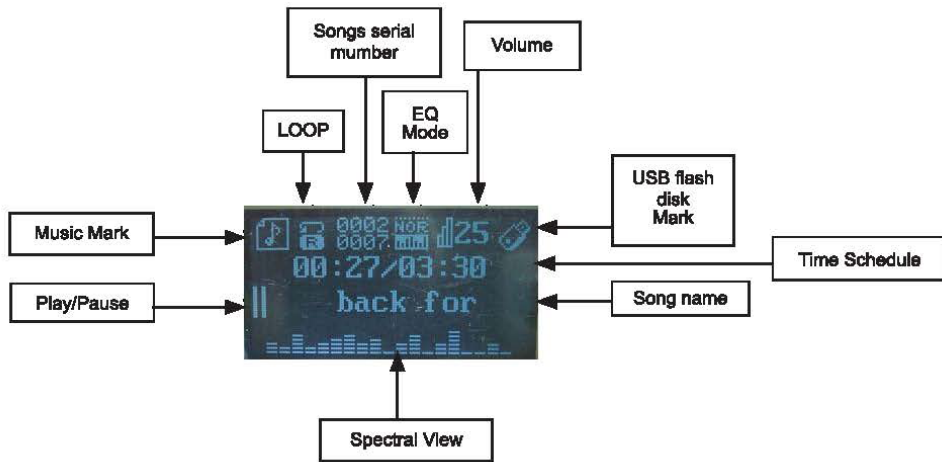 Songs serial
mumber
Volume
LOOP
EQ
Mode
USB flash
disk
Mark
Music Mark
0002 NOR 25
R 0007
00:27/03:30
Time Schedule
Play/Pause
back for
Song name
Spectral View